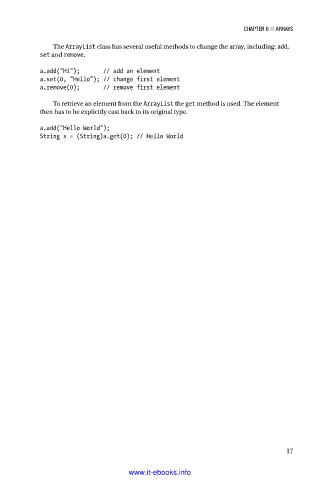 CHAPTER 6 ■ ARRAYS
The ArrayList class has several useful methods to change the array, including: add,
set and remove.
a.add("Hi");       // add an element
a.set(0, "Hello"); // change first element
a.remove(0);       // remove first element
To retrieve an element from the ArrayList the get method is used. The element
then has to be explicitly cast back to its original type.
a.add("Hello World");
String s = (String)a.get(0); // Hello World
17
www.it-ebooks.info